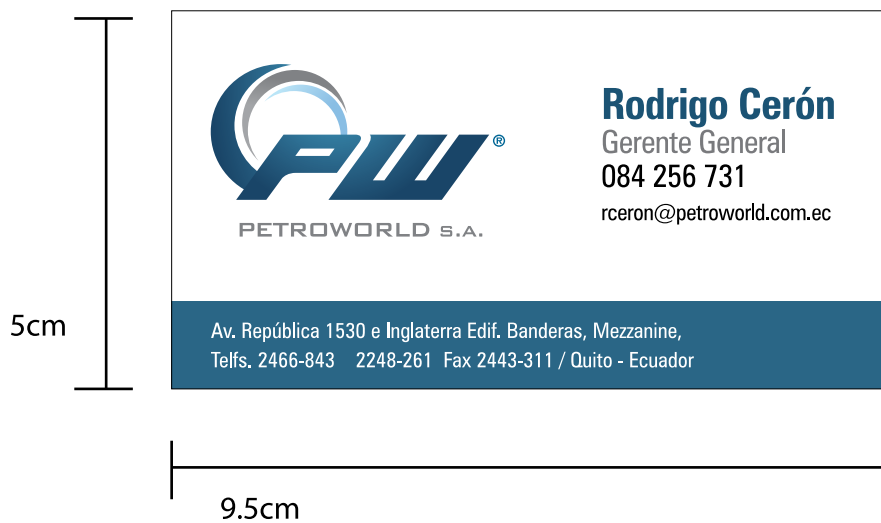 PW®
PETROWORLD S.A.
Rodrigo Cerón
Gerente General
084 256 731
rceron@petroworld.com.ec
Av. República 1530 e Inglaterra Edif. Banderas, Mezzanine,
Telfs. 2466-843 2248-261 Fax 2443-311 / Quito - Ecuador
5cm
9.5cm